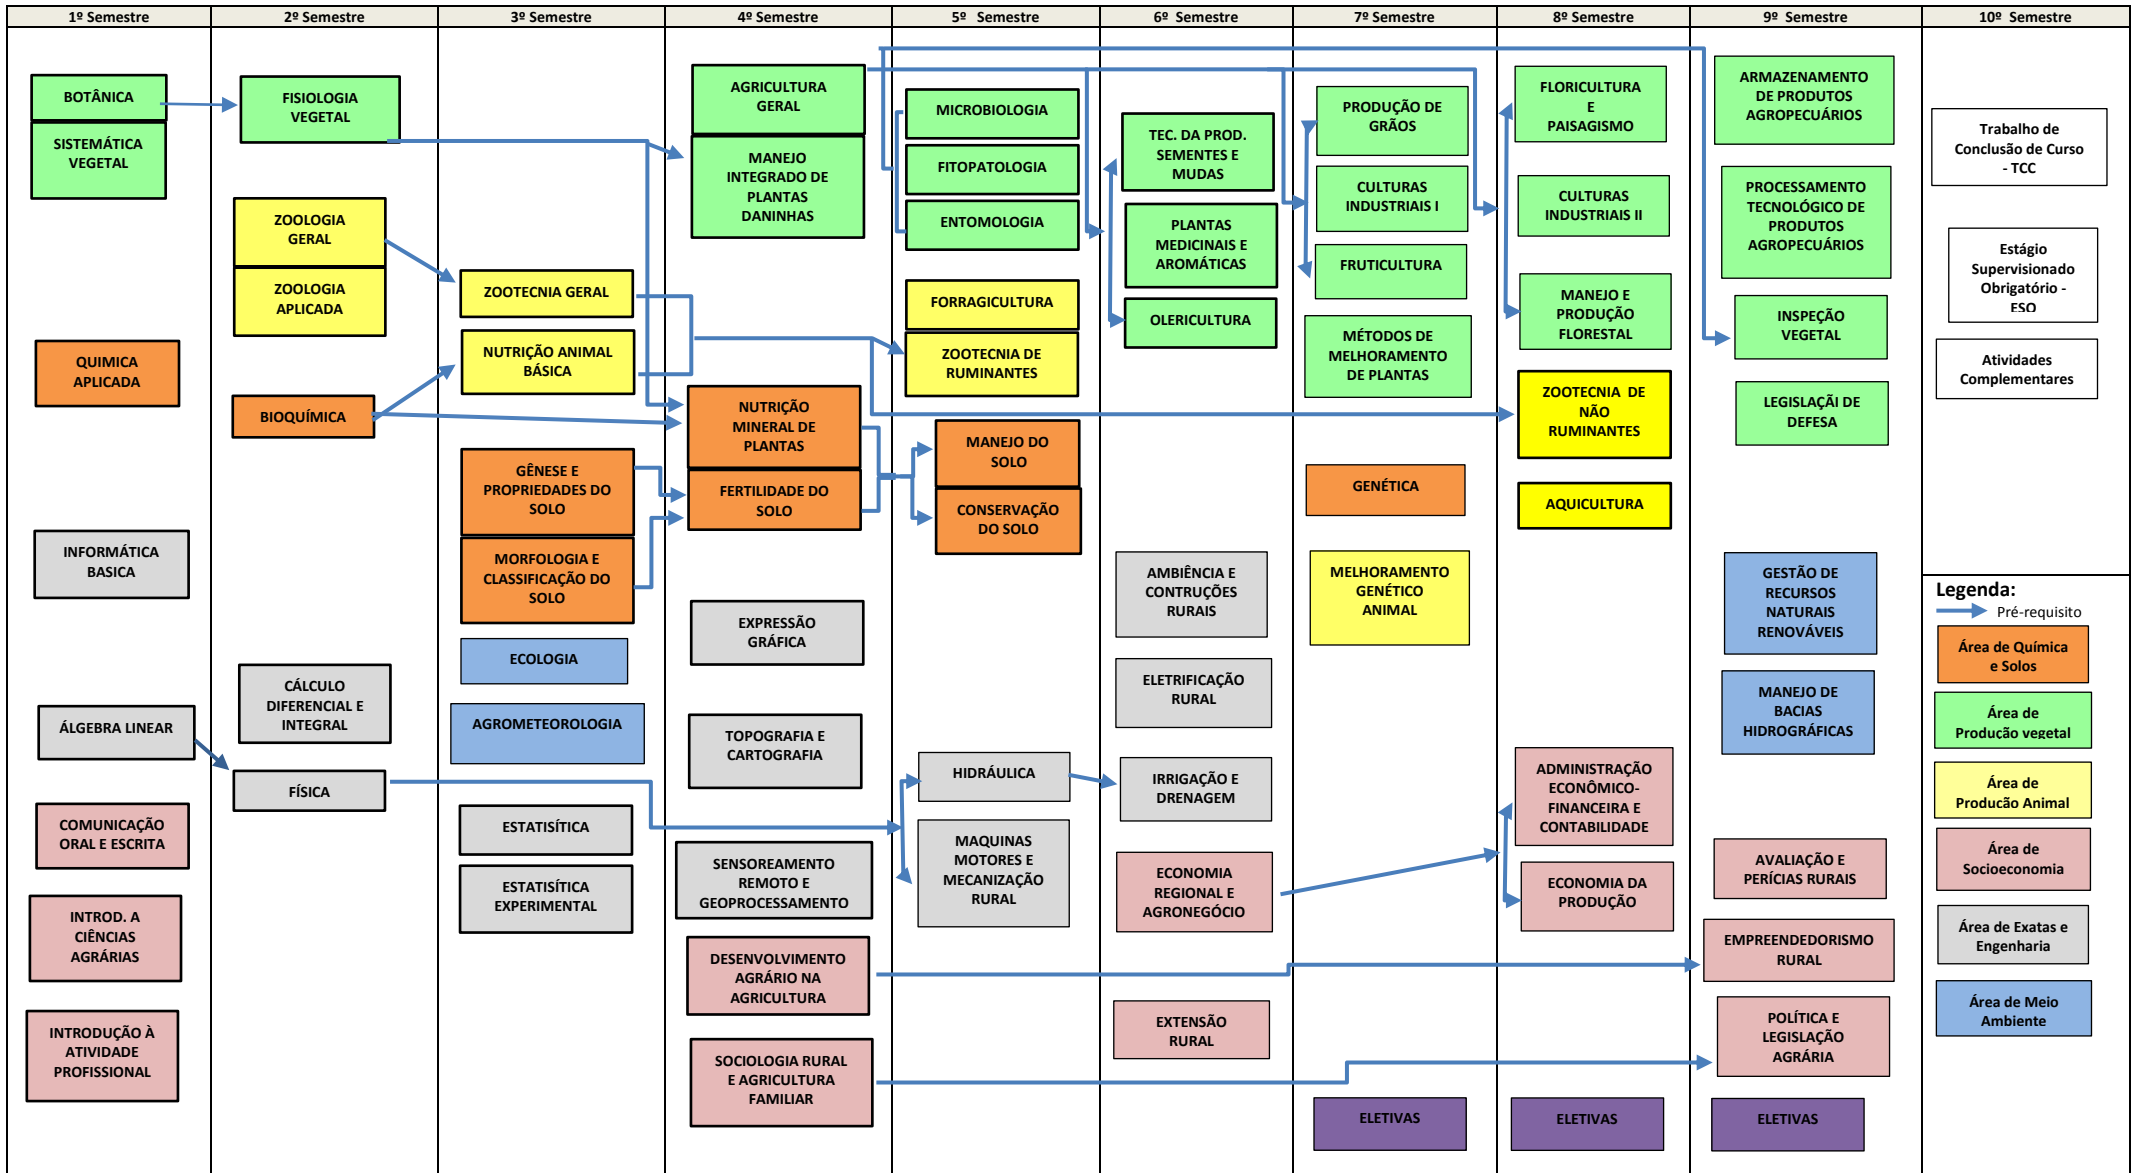 1º Semestre
2º Semestre
3º Semestre
4º Semestre
5º Semestre
6º Semestre
7º Semestre
8º Semestre
9º Semestre
10º Semestre
BOTÂNICA
SISTEMÁTICA
VEGETAL
QUIMICA
APLICADA
INFORMÁTICA
BASICA
ÁLGEBRA LINEAR
COMUNICAÇÃO
ORAL E ESCRITA
INTROD. A
CIÊNCIAS
AGRÁRIAS
INTRODUÇÃO À
ATIVIDADE
PROFISSIONAL
FISIOLOGIA
VEGETAL
ZOOLOGIA
GERAL
ZOOLOGIA
APLICADA
BIOQUÍMICA
CÁLCULO
DIFERENCIAL E
INTEGRAL
FÍSICA
ZOOTECNIA GERAL
NUTRIÇÃO ANIMAL
BÁSICA
GÊNESE E
PROPRIEDADES DO
SOLO
MORFOLOGIA E
CLASSIFICAÇÃO DO
SOLO
ECOLOGIA
AGROMETEOROLOGIA
ESTATISÍTICA
ESTATISÍTICA
EXPERIMENTAL
AGRICULTURA
GERAL
MANEJO
INTEGRADO DE
PLANTAS
DANINHAS
NUTRIÇÃO
MINERAL DE
PLANTAS
FERTILIDADE DO
SOLO
EXPRESSÃO
GRÁFICA
TOPOGRAFIA E
CARTOGRAFIA
SENSOREAMENTO
REMOTO E
GEOPROCESSAMENTO
DESENVOLVIMENTO
AGRÁRIO NA
AGRICULTURA
SOCIOLOGIA RURAL
E AGRICULTURA
FAMILIAR
MICROBIOLOGIA
FITOPATOLOGIA
ENTOMOLOGIA
FORRAGICULTURA
ZOOTECNIA DE
RUMINANTES
MANEJO DO
SOLO
CONSERVAÇÃO
DO SOLO
HIDRÁULICA
MAQUINAS
MOTORES E
MECANIZAÇÃO
RURAL
TEC. DA PROD.
SEMENTES E
MUDAS
PLANTAS
MEDICINAIS E
AROMÁTICAS
OLERICULTURA
AMBIÊNCIA E
CONTRUÇÕES
RURAIS
ELETRIFICAÇÃO
RURAL
IRRIGAÇÃO E
DRENAGEM
ECONOMIA
REGIONAL E
AGRONEGÓCIO
EXTENSÃO
RURAL
PRODUÇÃO DE
GRÃOS
CULTURAS
INDUSTRIAIS I
FRUTICULTURA
MÉTODOS DE
MELHORAMENTO
DE PLANTAS
GENÉTICA
MELHORAMENTO
GENÉTICO
ANIMAL
ELETIVAS
FLORICULTURA
E
PAISAGISMO
CULTURAS
INDUSTRIAIS II
MANEJO E
PRODUÇÃO
FLORESTAL
ZOOTECNIA DE
NÃO
RUMINANTES
AQUICULTURA
ADMINISTRAÇÃO
ECONÔMICO-
FINANCEIRA E
CONTABILIDADE
ECONOMIA DA
PRODUÇÃO
ELETIVAS
ARMAZENAMENTO
DE PRODUTOS
AGROPECUÁRIOS
PROCESSAMENTO
TECNOLÓGICO DE
PRODUTOS
AGROPECUÁRIOS
INSPEÇÃO
VEGETAL
LEGISLAÇÃI DE
DEFESA
GESTÃO DE
RECURSOS
NATURAIS
RENOVÁVEIS
MANEJO DE
BACIAS
HIDROGRÁFICAS
AVALIAÇÃO E
PERÍCIAS RURAIS
EMPREENDEDORISMO
RURAL
POLÍTICA E
LEGISLAÇÃO
AGRÁRIA
ELETIVAS
Trabalho de
Conclusão de Curso
- TCC
Estágio
Supervisionado
Obrigatório -
ESO
Atividades
Complementares
Legenda:
Pré-requisito
Área de Química
e Solos
Área de
Produção vegetal
Área de
Produção Animal
Área de
Socioeconomia
Área de Exatas e
Engenharia
Área de Meio
Ambiente